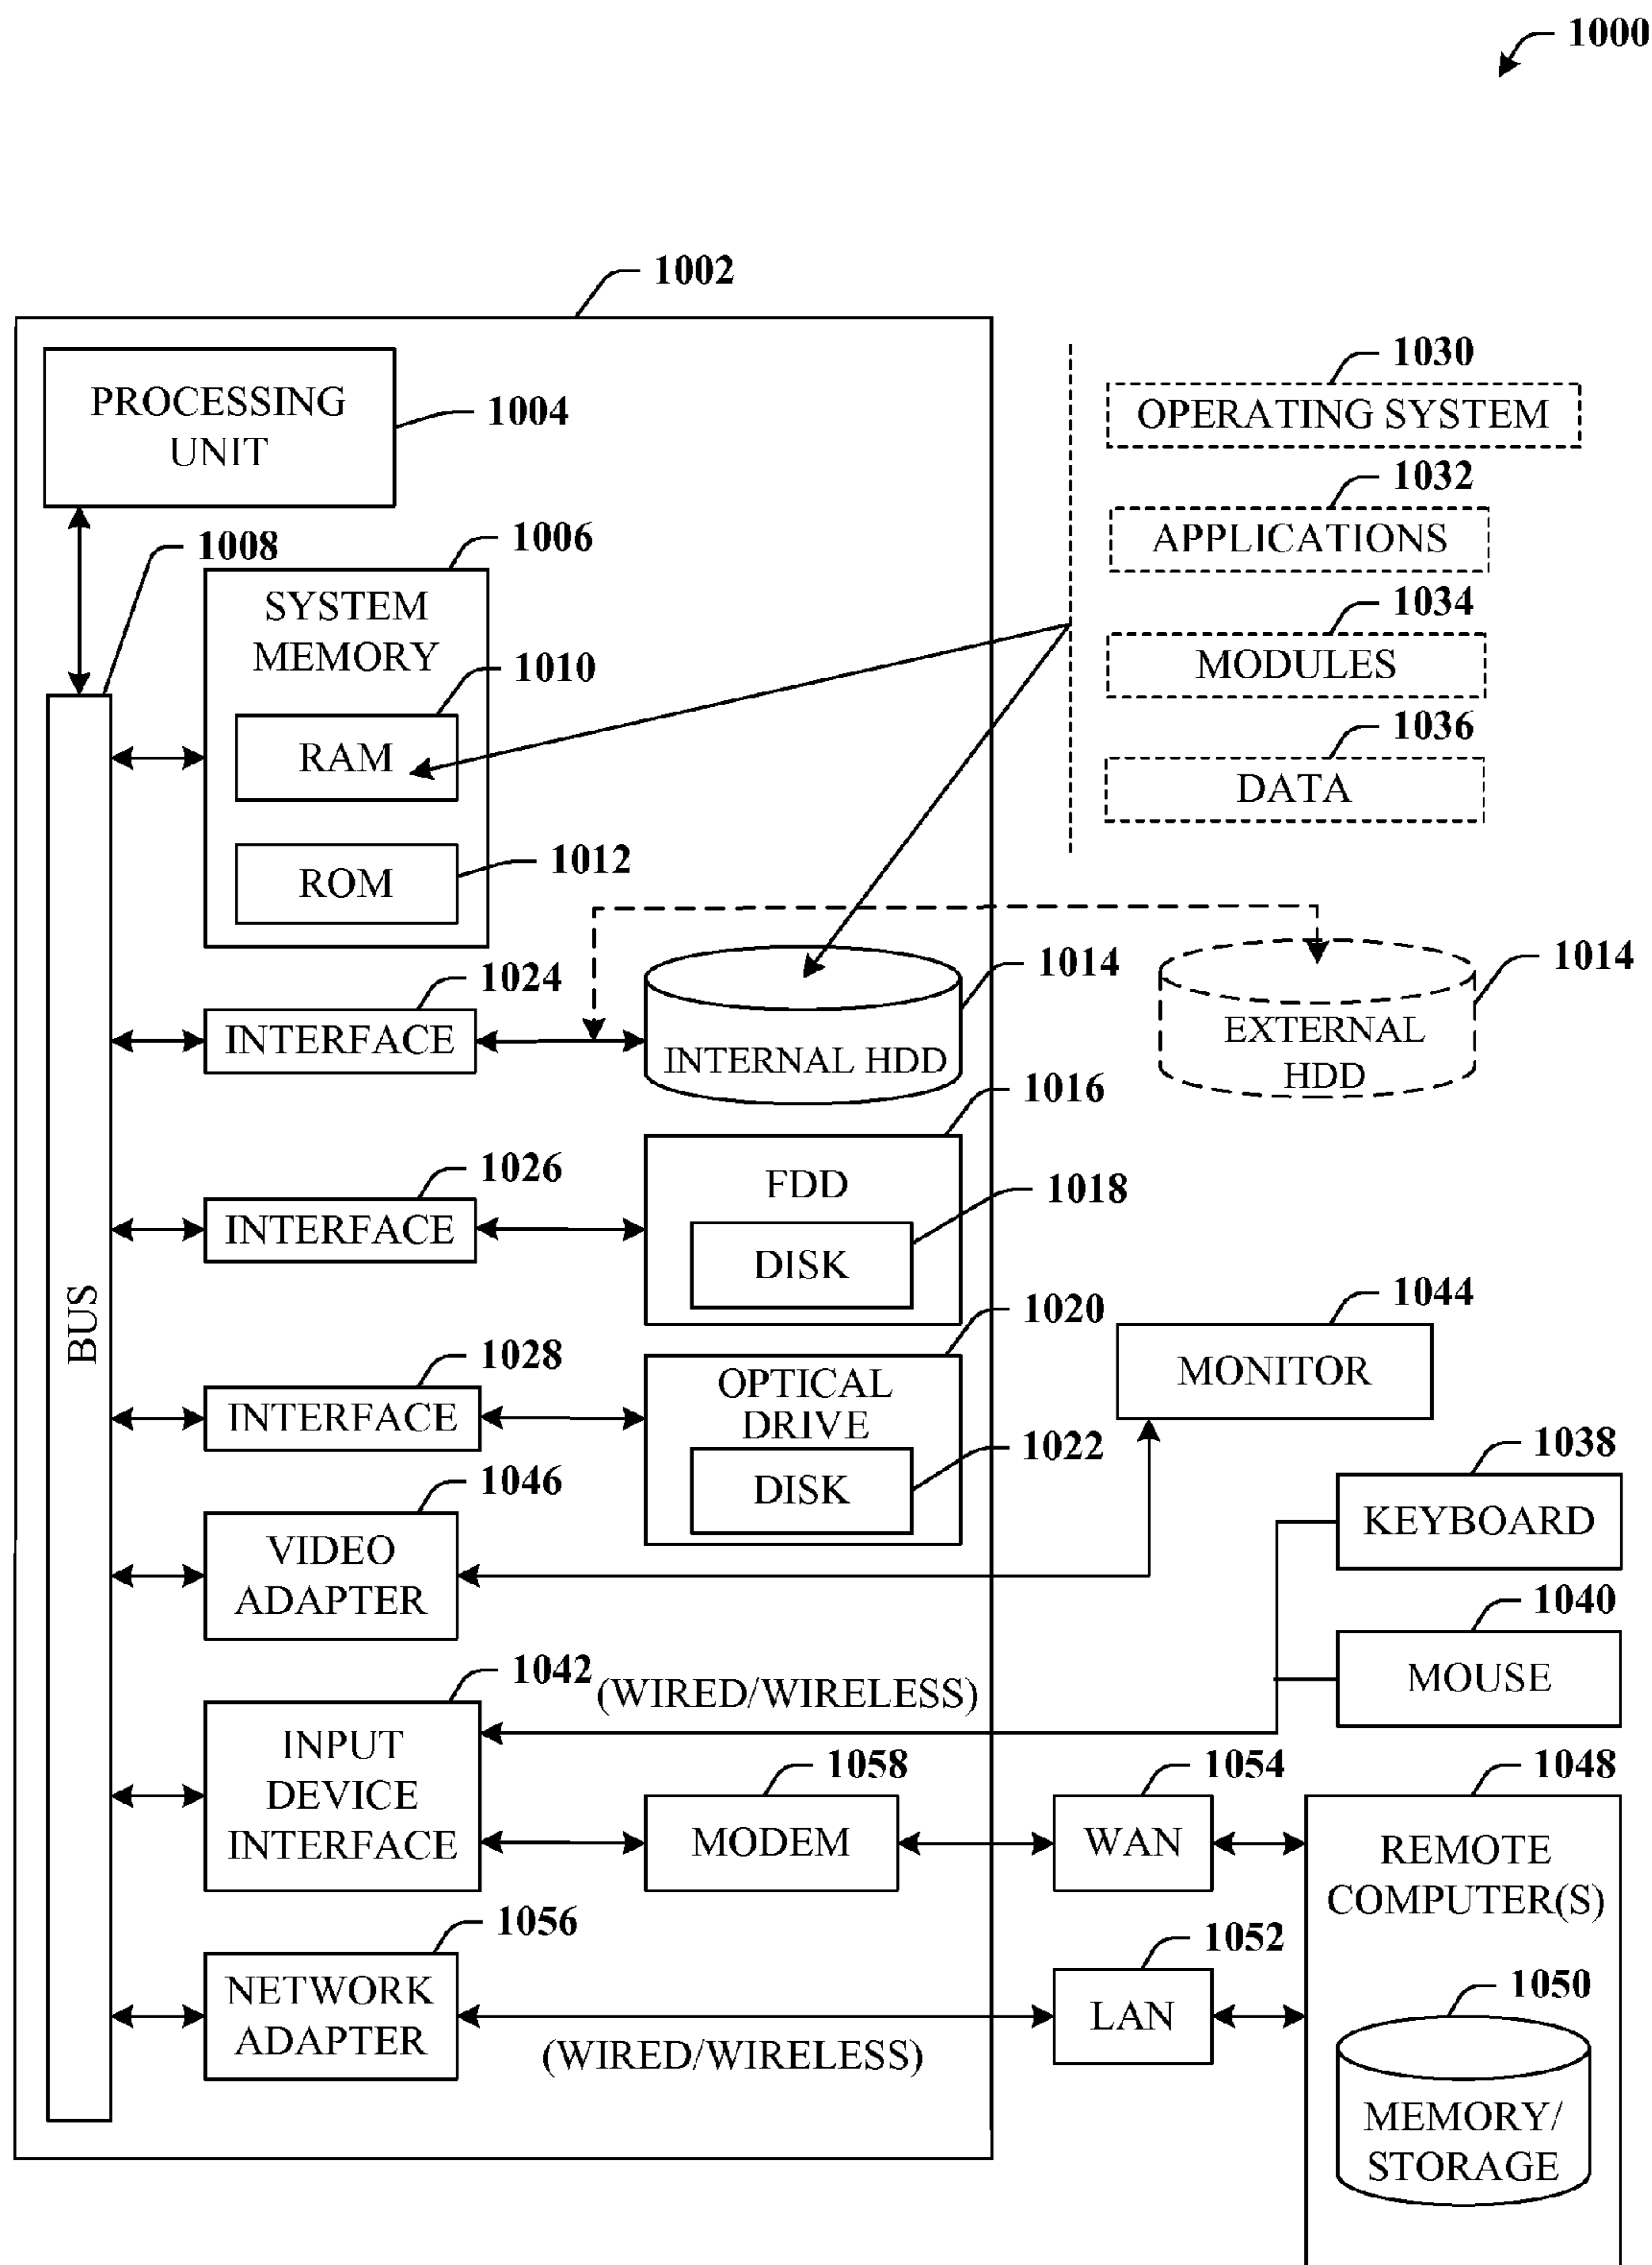 1000
1002
PROCESSING
UNIT
1004
1030
OPERATING SYSTEM
1032
APPLICATIONS
1034
MODULES
1036
DATA
1008
1006
SYSTEM
MEMORY
1010
RAM
1012
ROM
1024
INTERFACE
1014
INTERNAL HDD
1014
EXTERNAL
HDD
1016
FDD
1026
INTERFACE
1018
DISK
BUS
1020
OPTICAL
DRIVE
1028
INTERFACE
1022
DISK
1044
MONITOR
1046
VIDEO
ADAPTER
1038
KEYBOARD
1040
MOUSE
1042
(WIRED/WIRELESS)
INPUT
DEVICE
INTERFACE
1058
MODEM
1054
WAN
1048
REMOTE
COMPUTER(S)
1056
NETWORK
ADAPTER
(WIRED/WIRELESS)
1052
LAN
1050
MEMORY/
STORAGE